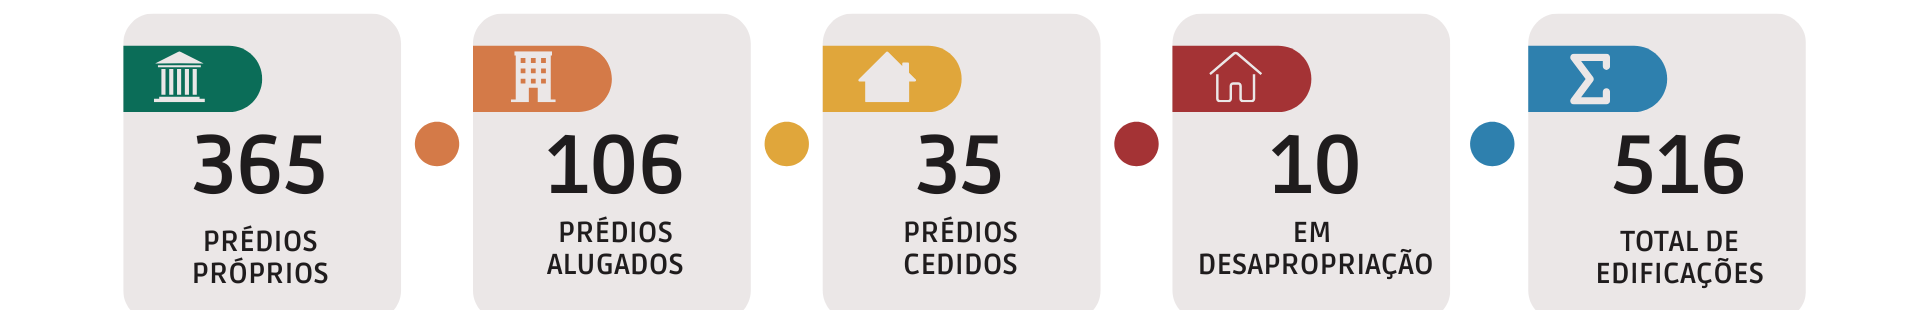 365
PRÉDIOS
PRÓPRIOS
106
PRÉDIOS
ALUGADOS
35
PRÉDIOS
CEDIDOS
10
EM
DESAPROPRIAÇÃO
Σ
516
TOTAL DE
EDIFICAÇÕES